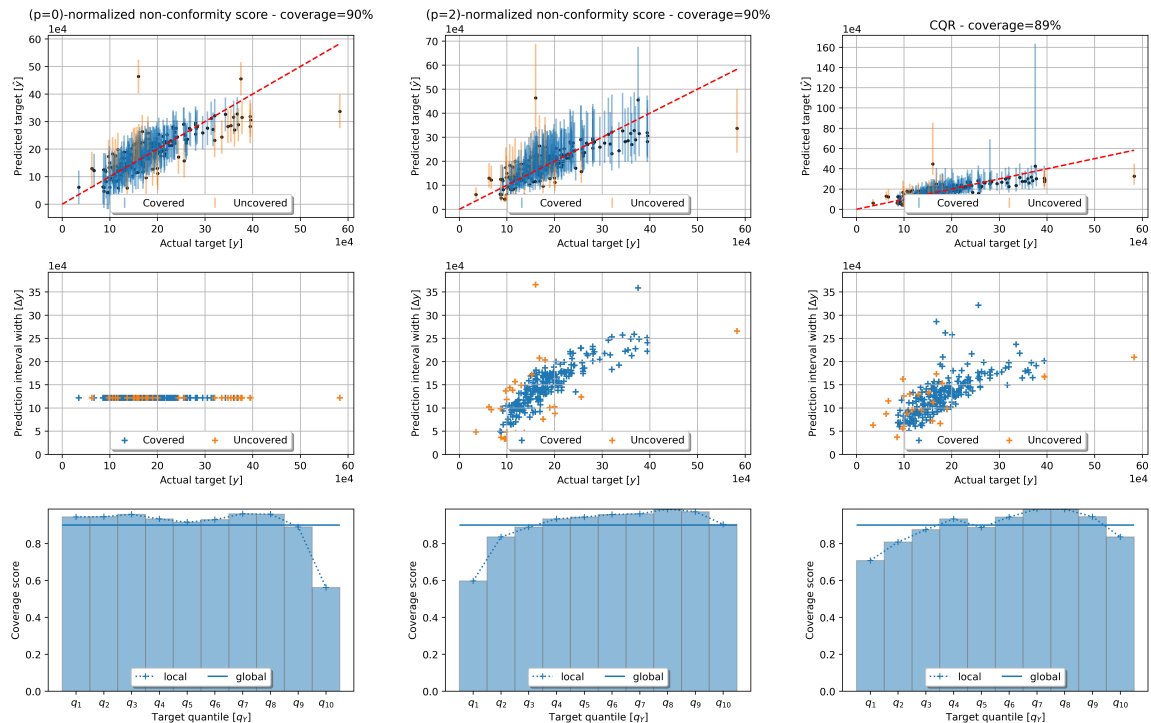 (p=0)-normalized non-conformity score - coverage=90%
1e4
60
50
40
30
20
10
0
Predicted target [ŷ]
Covered
Uncovered
0 10 20 30 40 50 60
Actual target [y]
1e4
(p=2)-normalized non-conformity score - coverage=90%
1e4
70
60
50
40
30
20
10
0
Predicted target [ŷ]
Covered
Uncovered
0 10 20 30 40 50 60
Actual target [y]
1e4
CQR - coverage=89%
1e4
160
140
120
100
80
60
40
20
0
Predicted target [ŷ]
Covered
Uncovered
0 10 20 30 40 50 60
Actual target [y]
1e4
1e4
35
30
25
20
15
10
5
0
Prediction interval width [Δy]
Covered
Uncovered
0 10 20 30 40 50 60
Actual target [y]
1e4
1e4
35
30
25
20
15
10
5
0
Prediction interval width [Δy]
Covered
Uncovered
0 10 20 30 40 50 60
Actual target [y]
1e4
1e4
35
30
25
20
15
10
5
0
Prediction interval width [Δy]
Covered
Uncovered
0 10 20 30 40 50 60
Actual target [y]
1e4
0.8
0.6
0.4
0.2
0.0
Coverage score
local
global
q1 q2 q3 q4 q5 q6 q7 q8 q9 q10
Target quantile [qY]
0.8
0.6
0.4
0.2
0.0
Coverage score
local
global
q1 q2 q3 q4 q5 q6 q7 q8 q9 q10
Target quantile [qY]
0.8
0.6
0.4
0.2
0.0
Coverage score
local
global
q1 q2 q3 q4 q5 q6 q7 q8 q9 q10
Target quantile [qY]